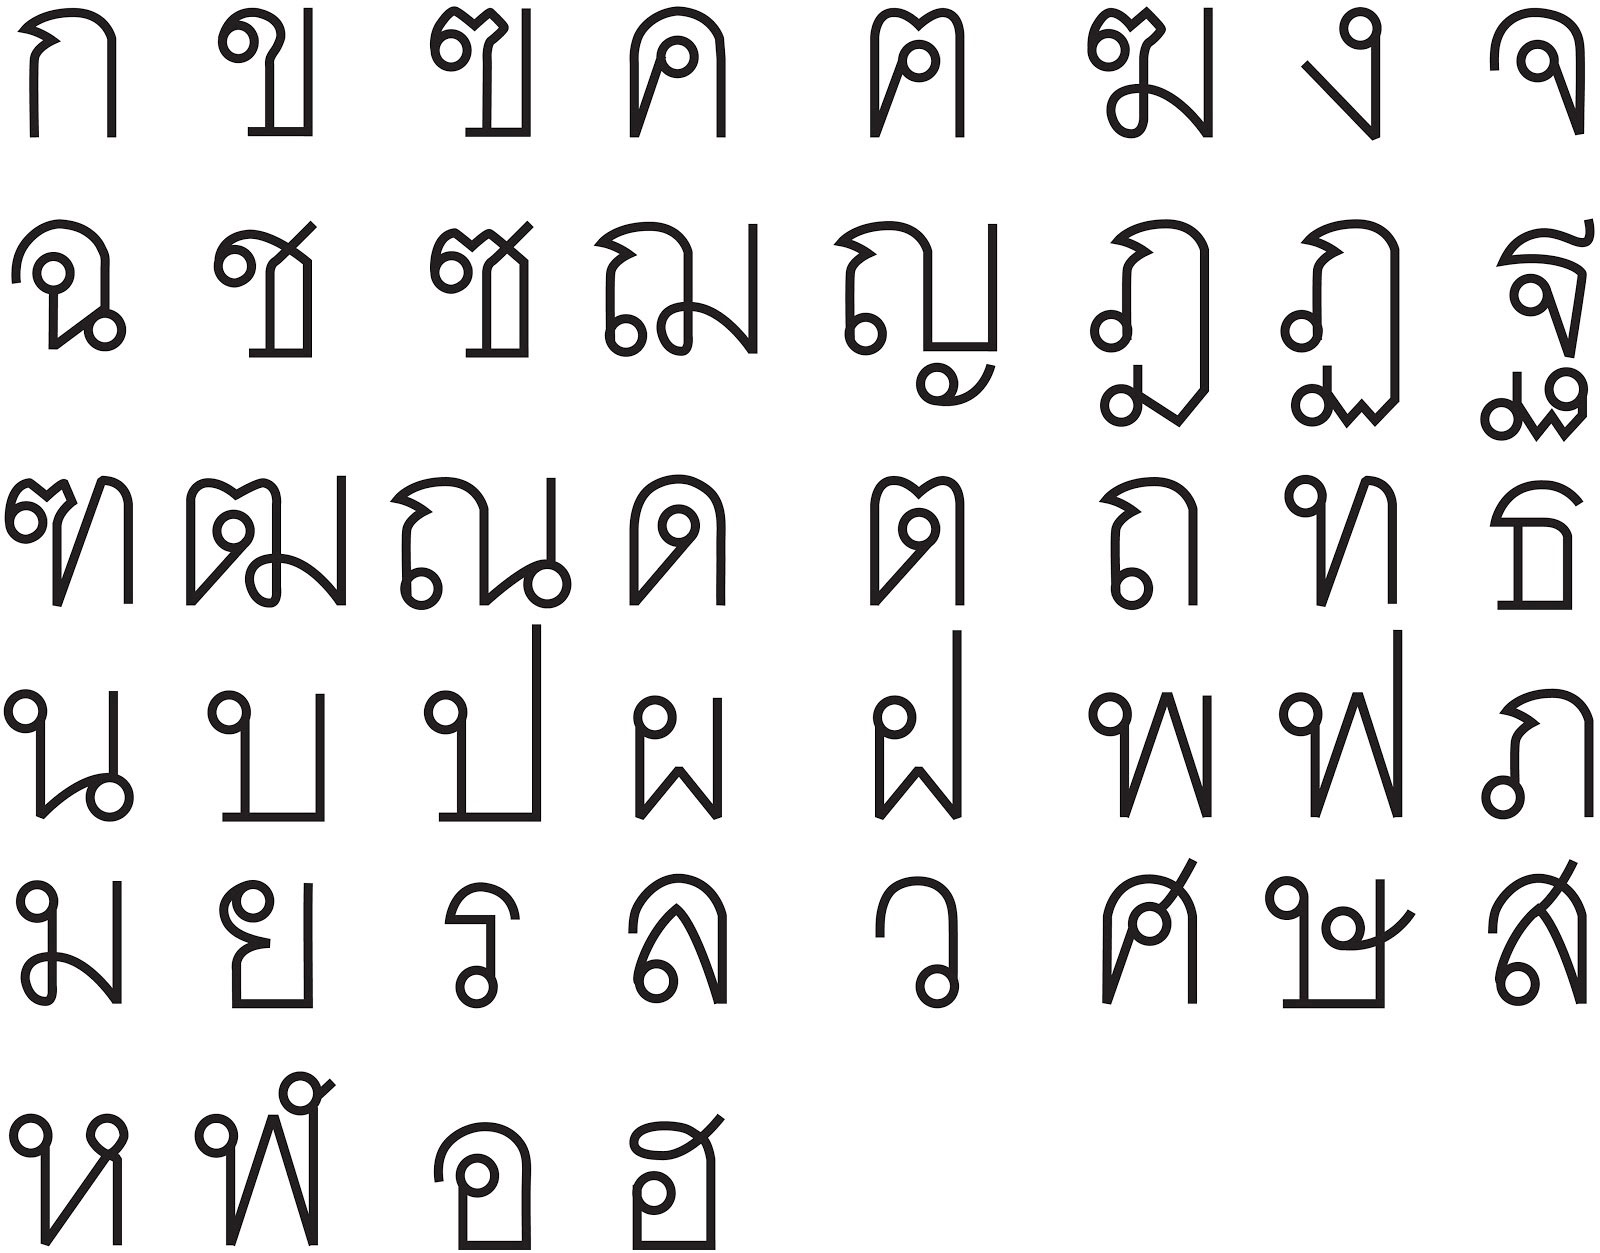 ก ข ฃ ค ฅ ฆ ง จ
ฉ ช ซ ฌ ญ ฎ ฏ ฐ
ฑ ฒ ณ ด ต ถ ท ธ
น บ ป ผ ฝ พ ฟ ภ
ม ย ร ล ว ศ ษ ส
ห ฬ อ ฮ